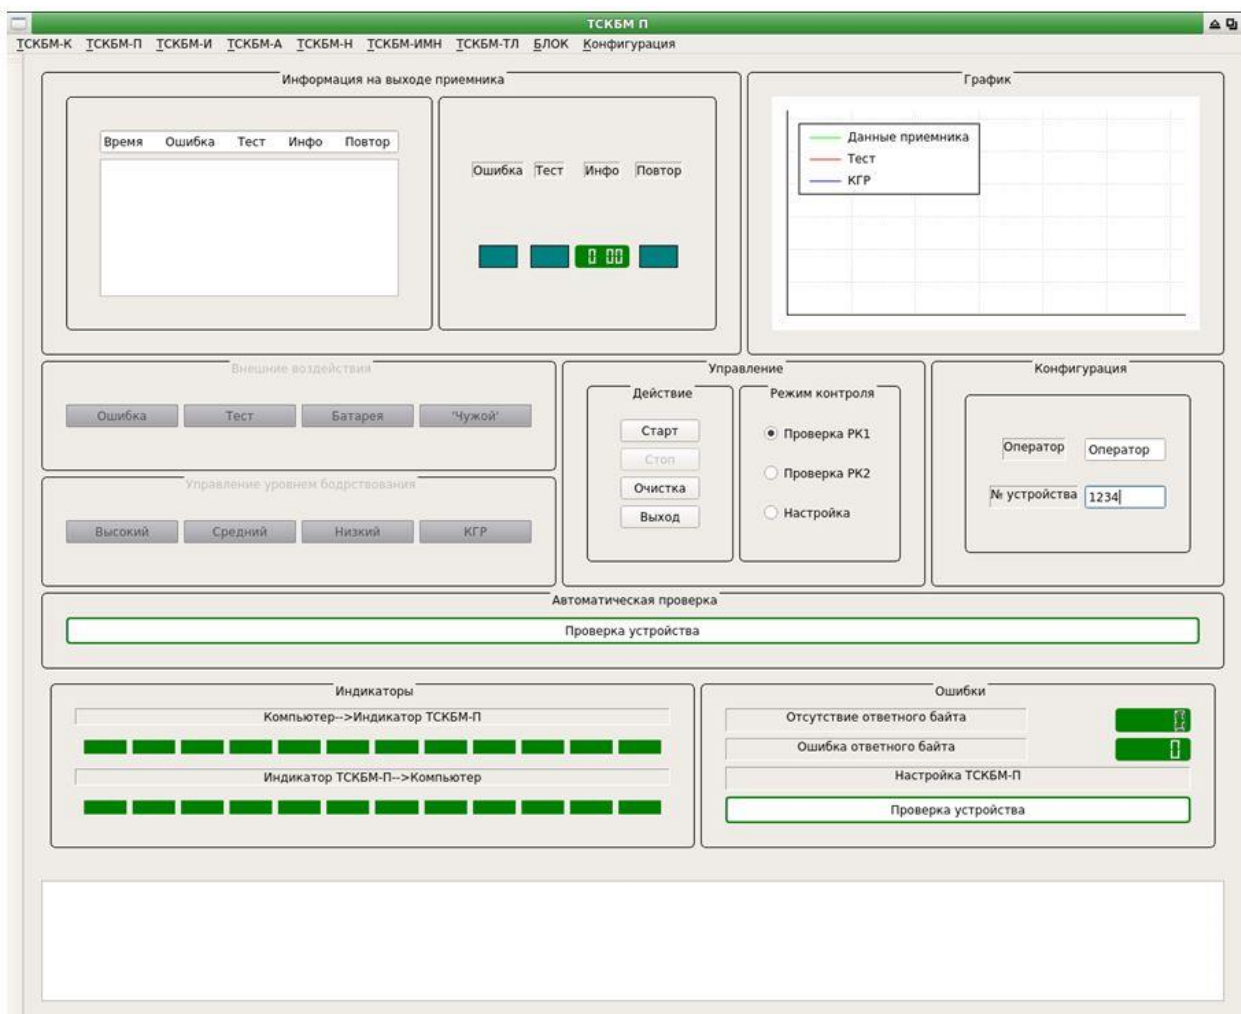 ТСКБМ П
ТСКБМ-К ТСКБМ-П ТСКБМ-И ТСКБМ-А ТСКБМ-Н ТСКБМ-ИМН ТСКБМ-ТЛ БЛОК Конфигурация
Информация на выходе приемника
Время Ошибка Тест Инфо Повтор
Ошибка Тест Инфо Повтор
0 00
График
Данные приемника
Тест
КГР
Внешние воздействия
Ошибка Тест Батарея 'Чужой'
Управление уровнем бодрствования
Высокий Средний Низкий КГР
Управление
Действие
Старт
Стоп
Очистка
Выход
Режим контроля
Проверка РК1
Проверка РК2
Настройка
Конфигурация
Оператор Оператор
№ устройства 1234
Автоматическая проверка
Проверка устройства
Индикаторы
Компьютер-->Индикатор ТСКБМ-П
Индикатор ТСКБМ-П-->Компьютер
Ошибки
Отсутствие ответного байта
Ошибка ответного байта 0
Настройка ТСКБМ-П
Проверка устройства